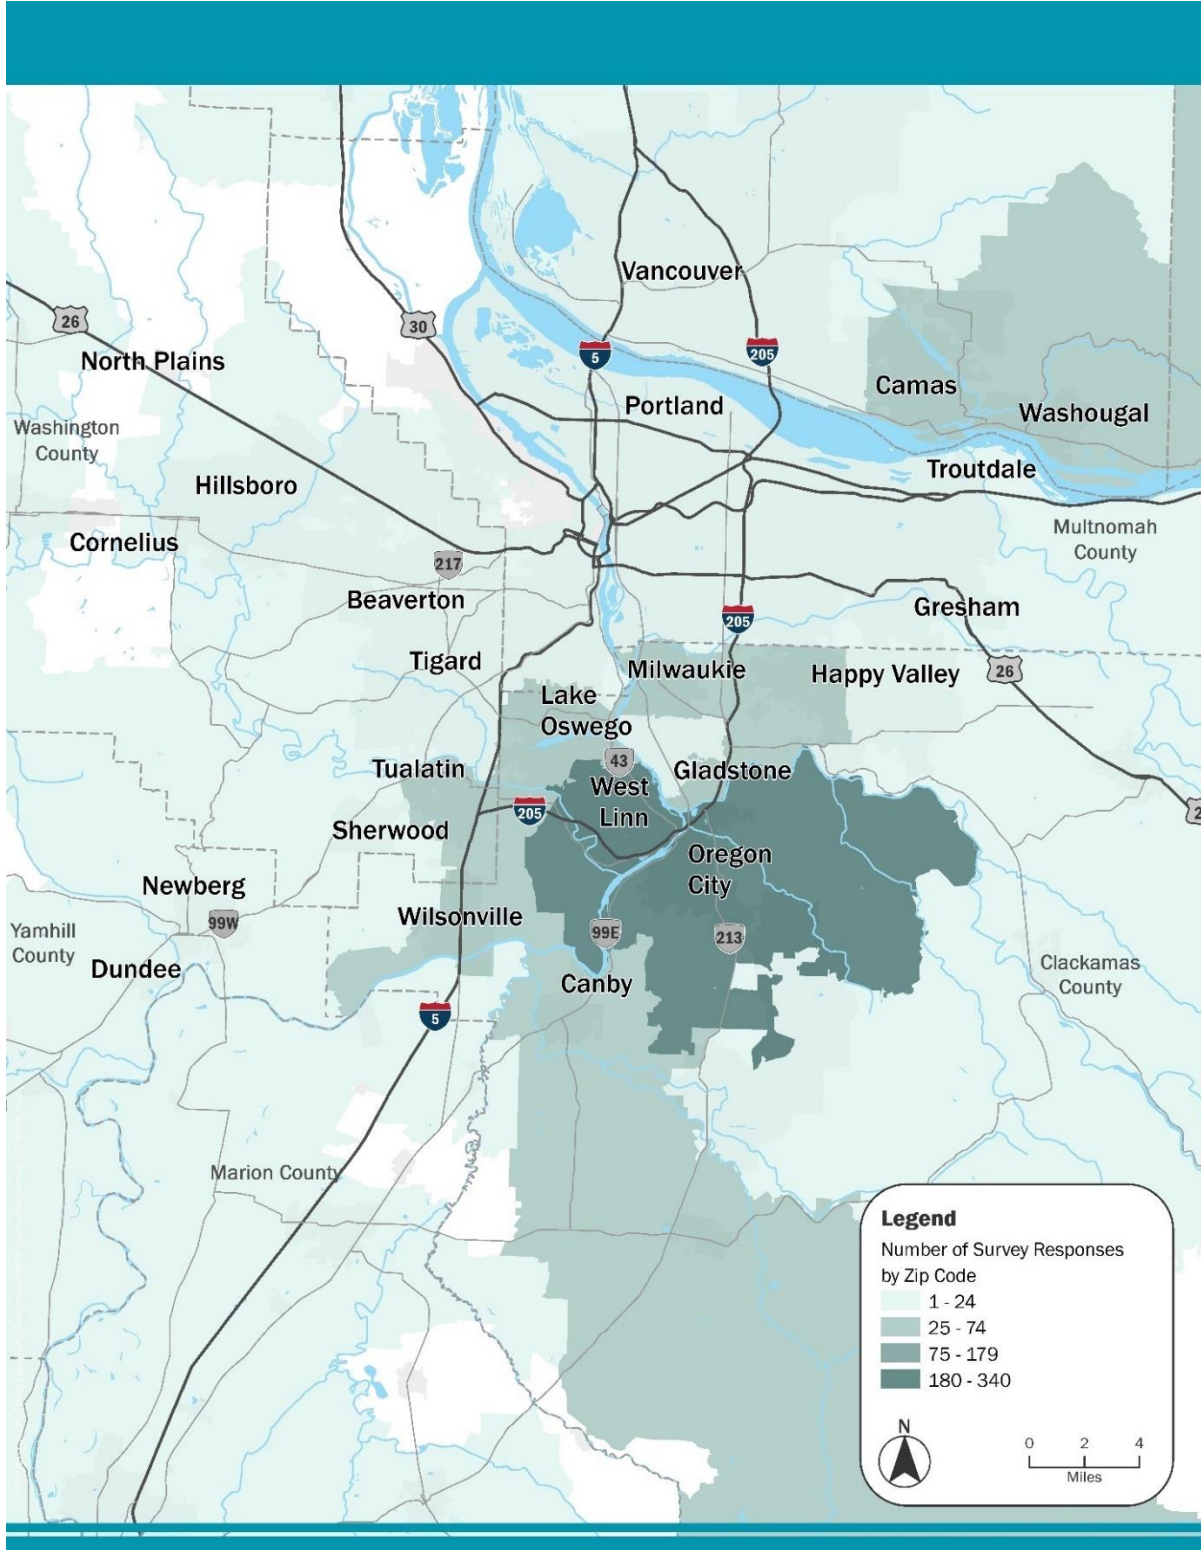 Vancouver
26
30
5
205
North Plains
Camas
Portland
Washougal
Washington
County
Troutdale
Hillsboro
Multnomah
County
Cornelius
217
Beaverton
205
Gresham
Tigard
Milwaukie
Happy Valley
26
Lake
Oswego
43
Tualatin
Gladstone
West
Linn
205
2
Sherwood
Oregon
City
Newberg
99W
Wilsonville
99E
213
Yamhill
County
Dundee
Canby
Clackamas
County
5
Marion County
Legend
Number of Survey Responses
by Zip Code
1 - 24
25 - 74
75 - 179
180 - 340
N
0 2 4
Miles